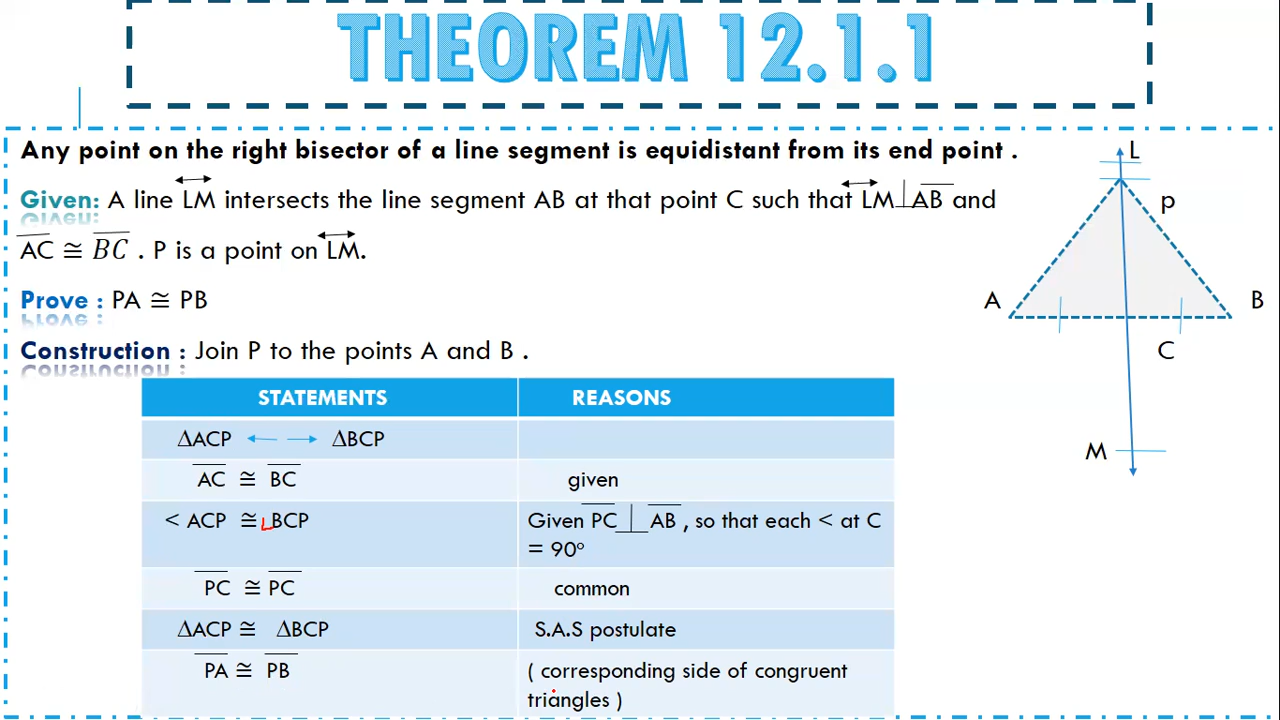 THEOREM 12.1.1
Any point on the right bisector of a line segment is equidistant from its end point .
Given: A line LM intersects the line segment AB at that point C such that LM⊥AB and
AC ≅ BC . P is a point on LM.
Prove : PA ≅ PB
Construction : Join P to the points A and B .
STATEMENTS REASONS
∆ACP ← → ∆BCP
AC ≅ BC given
< ACP ≅ ∟BCP Given PC ⊥ AB , so that each < at C
= 90°
PC ≅ PC common
∆ACP ≅ ∆BCP S.A.S postulate
PA ≅ PB ( corresponding side of congruent
triangles )
L
p
A
B
C
M